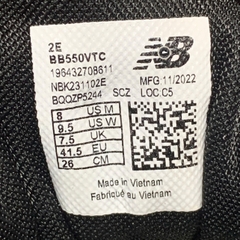 2E
BB550VTC
196432708611
NBK231102E MFG 11/2022
BQQZP5244 SCZ LOC:C5
8 US M
9.5 US W
7.5 UK
41.5 EU
26 CM
Made in Vietnam
Fabriqué au Vietnam